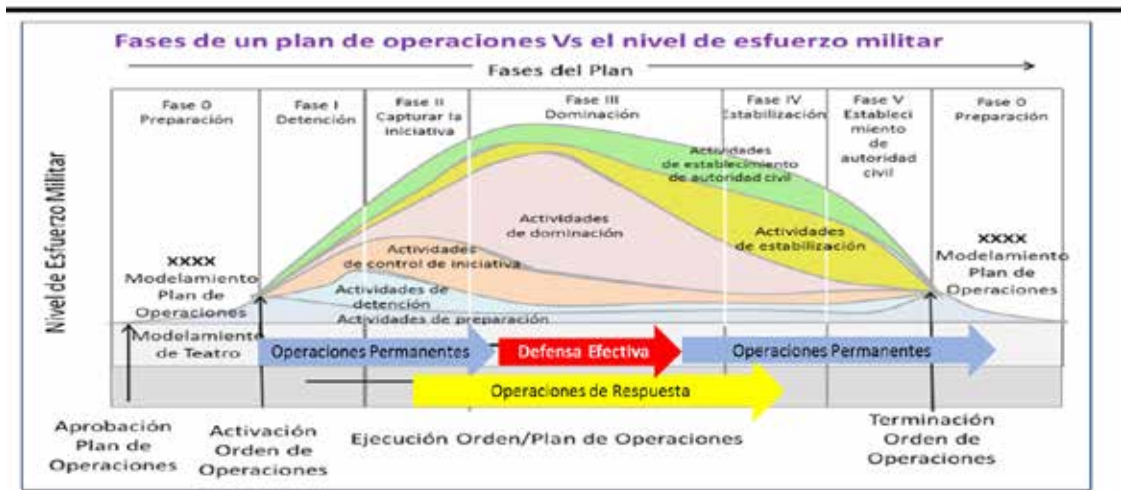 Fases de un plan de operaciones Vs el nivel de esfuerzo militar
Fases del Plan
Fase 0
Preparación
Fase I
Detención
Fase II
Capturar la
iniciativa
Fase III
Dominación
Fase IV
Estabilización
Fase V
Estableci
miento
de
autoridad
civil
Fase 0
Preparación
Nivel de Esfuerzo Militar
Actividades
de establecimiento
de autoridad civil
Actividades
de dominación
Actividades
de estabilización
Actividades
de control de iniciativa
Actividades de
detención
Actividades de preparación
XXXX
Modelamiento
Plan de
Operaciones
XXXX
Modelamiento
Plan de
Operaciones
Modelamiento
de Teatro
Operaciones Permanentes
Defensa Efectiva
Operaciones Permanentes
Operaciones de Respuesta
Aprobación
Plan de
Operaciones
Activación
Orden de
Operaciones
Ejecución Orden/Plan de Operaciones
Terminación
Orden de
Operaciones